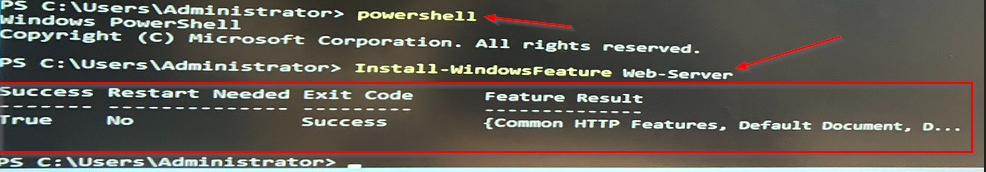 PS C:\Users\Administrator> powershell
Windows PowerShell
Copyright (C) Microsoft Corporation. All rights reserved.
PS C:\Users\Administrator> Install-WindowsFeature Web-Server
Success Restart Needed Exit Code Feature Result
------- -------------- --------- --------------
True No Success {Common HTTP Features, Default Document, D...
PS C:\Users\Administrator> _